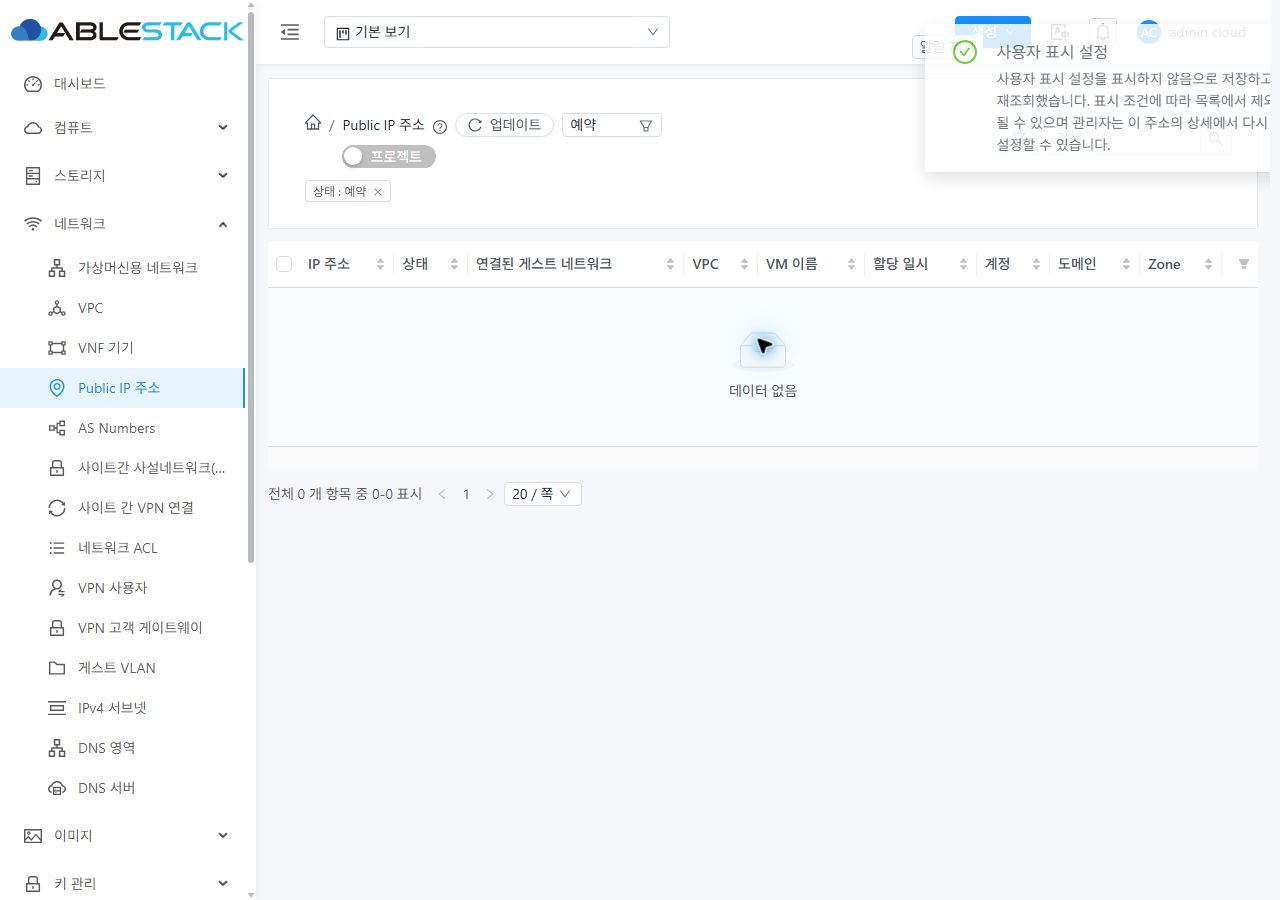 ABLESTACK
기본 보기
생성
AC
admin cloud
사용자 표시 설정
사용자 표시 설정을 표시하지 않음으로 저장하고
재조회했습니다. 표시 조건에 따라 목록에서 제외
될 수 있으며 관리자는 이 주소의 상세에서 다시
설정할 수 있습니다.
대시보드
컴퓨트
스토리지
네트워크
가상머신용 네트워크
VPC
VNF 기기
Public IP 주소
AS Numbers
사이트간 사설네트워크(...
사이트 간 VPN 연결
네트워크 ACL
VPN 사용자
VPN 고객 게이트웨이
게스트 VLAN
IPv4 서브넷
DNS 영역
DNS 서버
이미지
키 관리
/ Public IP 주소
업데이트
예약
프로젝트
상태 : 예약
IP 주소 상태 연결된 게스트 네트워크 VPC VM 이름 할당 일시 계정 도메인 Zone
데이터 없음
전체 0 개 항목 중 0-0 표시 < 1 > 20 / 쪽